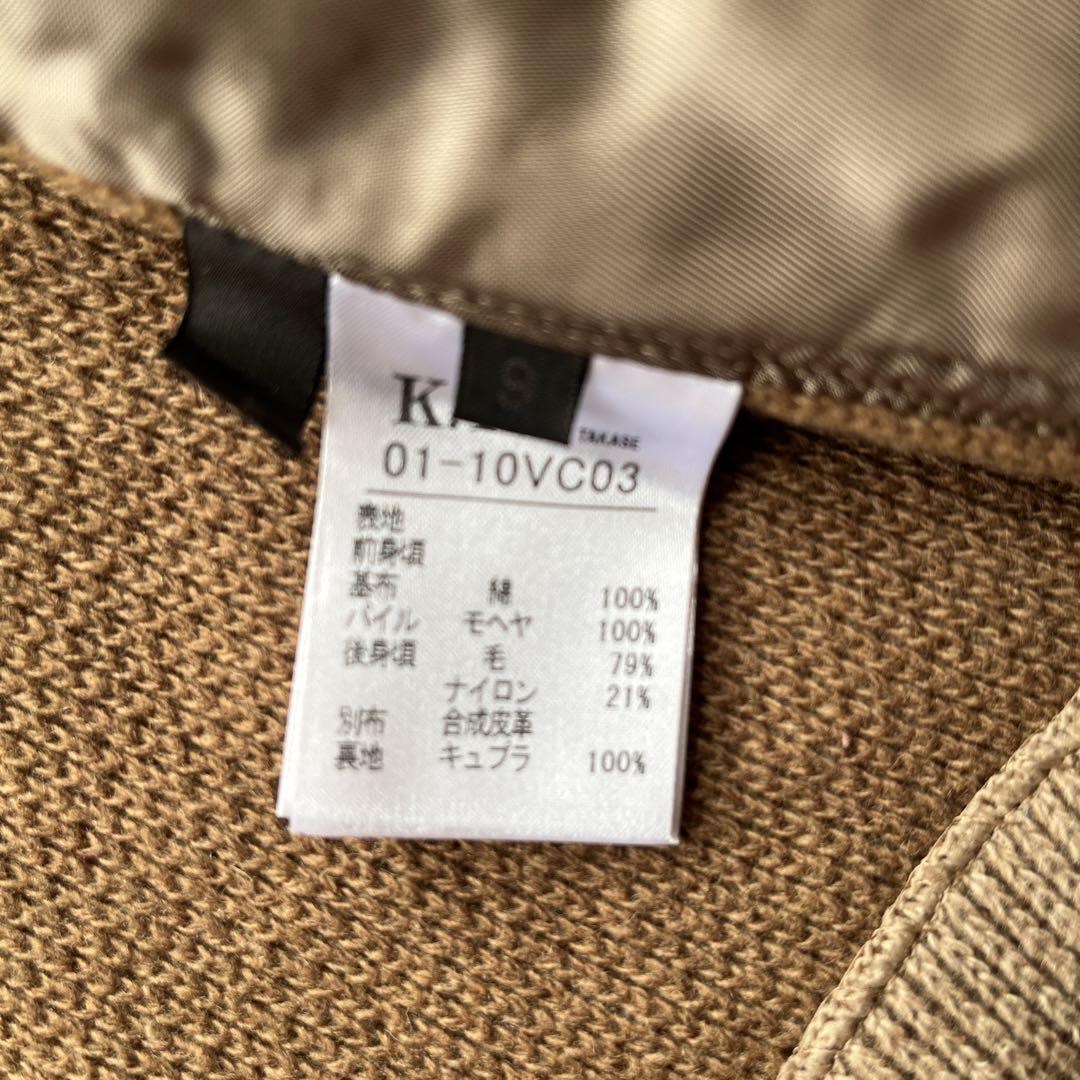 9
TAKASE
01-10VC03
表地
前身頃
基布 綿 100%
パイル モヘヤ 100%
後身頃 毛 79%
ナイロン 21%
別布 合成皮革
裏地 キュプラ 100%